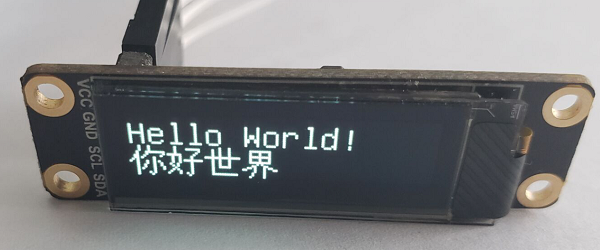 VCC GND SCL SDA
Hello World!
你好世界